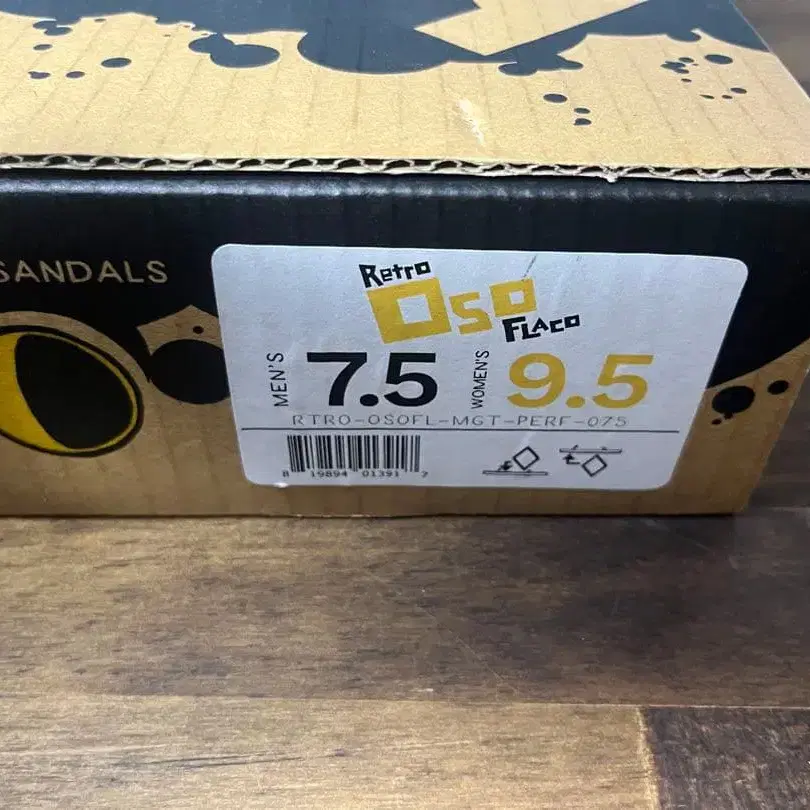 SANDALS
Retro
OSO
FLACO
MEN'S 7.5 WOMEN'S 9.5
RTRO-OSOFL-MGT-PERF-075
8 19894 01391 2